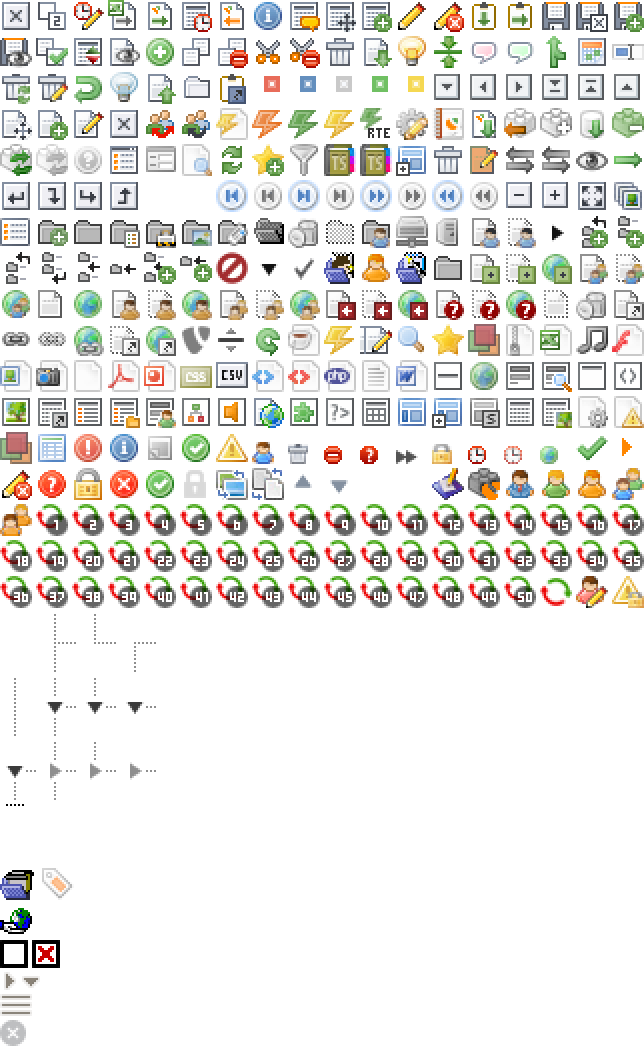 2 i
RTE
?
TS TS
? ? ?
CSS CSV php W
?> S
! i ! ?
?
1 2 3 4 5 6 7 8 9 10 11 12 13 14 15 16 17
18 19 20 21 22 23 24 25 26 27 28 29 30 31 32 33 34 35
36 37 38 39 40 41 42 43 44 45 46 47 48 49 50